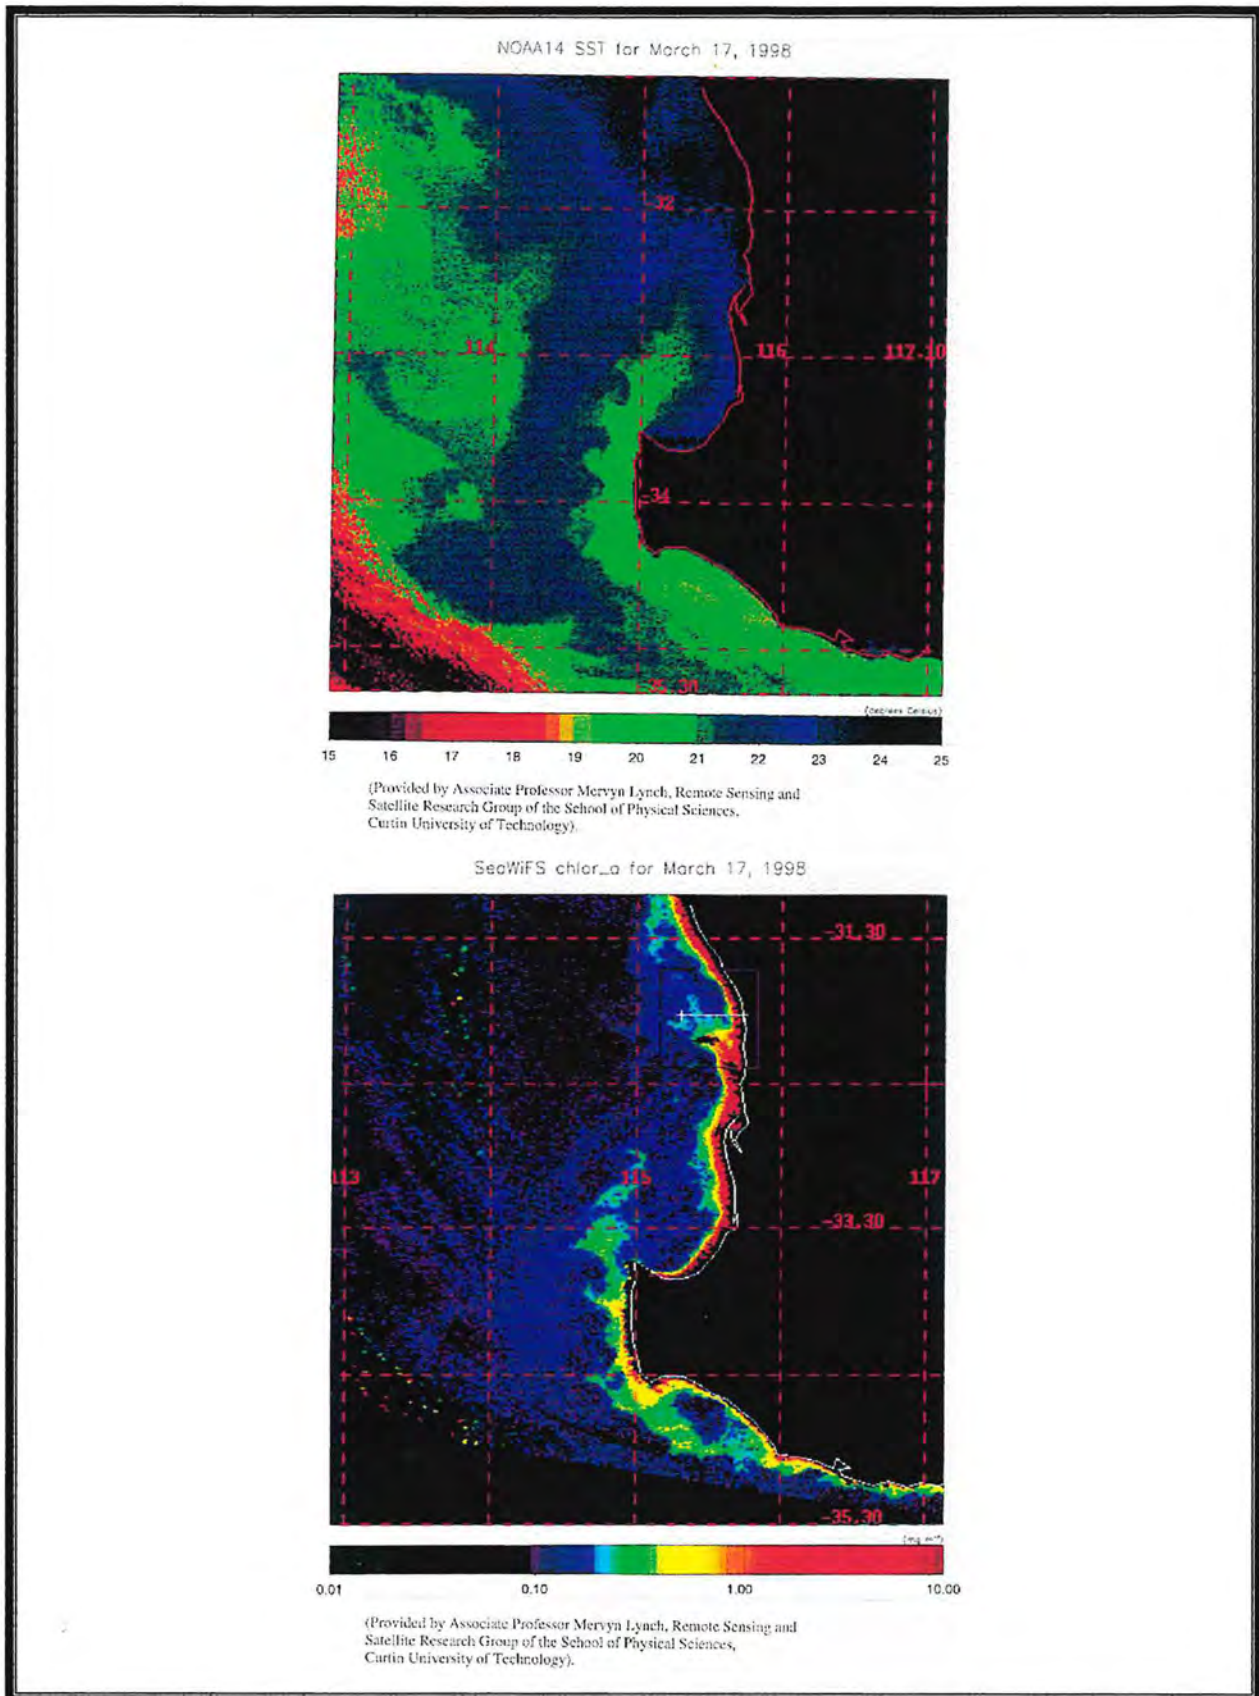 NOAA14 SST for March 17, 1998
-32
114
116
117.10
-34
-35.30
(degrees Celsius)
15 16 17 18 19 20 21 22 23 24 25
(Provided by Associate Professor Mervyn Lynch, Remote Sensing and
Satellite Research Group of the School of Physical Sciences,
Curtin University of Technology).
SeaWiFS chlor_a for March 17, 1998
-31.30
113
115
117
-33.30
-35.30
0.01 0.10 1.00 10.00
(Provided by Associate Professor Mervyn Lynch, Remote Sensing and
Satellite Research Group of the School of Physical Sciences,
Curtin University of Technology).